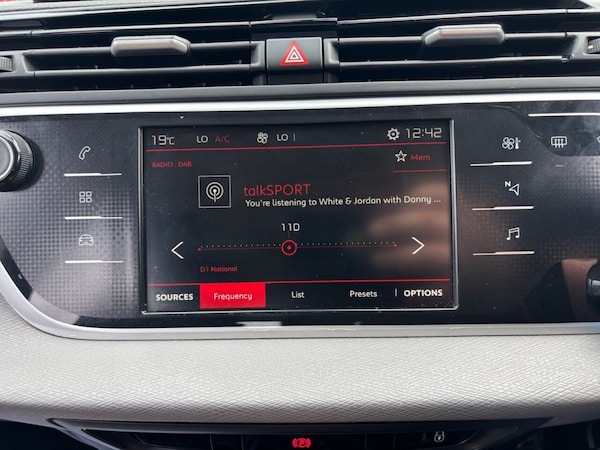 19°C LO A/C LO 12:42
RADIO . DAB
Mem
talkSPORT
You're listening to White & Jordan with Danny ...
11D
D1 National
SOURCES Frequency List Presets OPTIONS
N
P